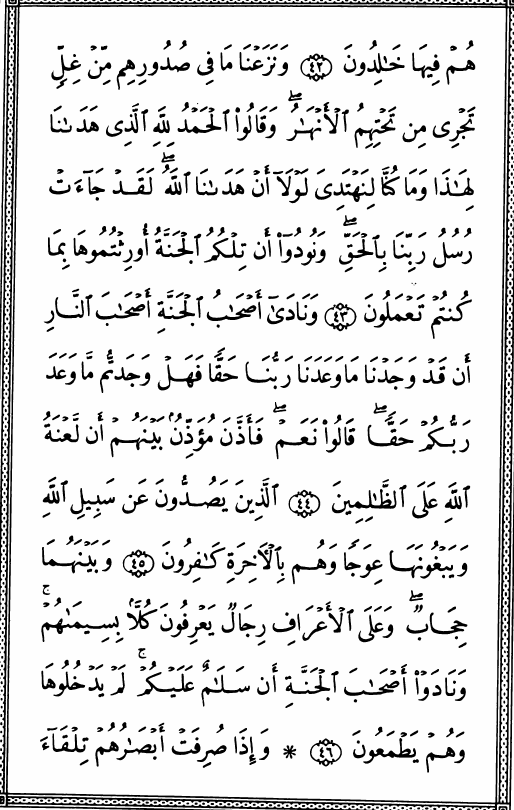 هُمْ فِيهَا خَٰلِدُونَ ﴿٤٢﴾ وَنَزَعْنَا مَا فِى صُدُورِهِم مِّنْ غِلٍّ
تَجْرِى مِن تَحْتِهِمُ ٱلْأَنْهَٰرُ ۖ وَقَالُوا۟ ٱلْحَمْدُ لِلَّهِ ٱلَّذِى هَدَىٰنَا
لِهَٰذَا وَمَا كُنَّا لِنَهْتَدِىَ لَوْلَآ أَنْ هَدَىٰنَا ٱللَّهُ ۖ لَقَدْ جَآءَتْ
رُسُلُ رَبِّنَا بِٱلْحَقِّ ۖ وَنُودُوٓا۟ أَن تِلْكُمُ ٱلْجَنَّةُ أُورِثْتُمُوهَا بِمَا
كُنتُمْ تَعْمَلُونَ ﴿٤٣﴾ وَنَادَىٰٓ أَصْحَٰبُ ٱلْجَنَّةِ أَصْحَٰبَ ٱلنَّارِ
أَن قَدْ وَجَدْنَا مَا وَعَدَنَا رَبُّنَا حَقًّا فَهَلْ وَجَدتُّم مَّا وَعَدَ
رَبُّكُمْ حَقًّا ۖ قَالُوا۟ نَعَمْ ۖ فَأَذَّنَ مُؤَذِّنٌۢ بَيْنَهُمْ أَن لَّعْنَةُ
ٱللَّهِ عَلَى ٱلظَّٰلِمِينَ ﴿٤٤﴾ ٱلَّذِينَ يَصُدُّونَ عَن سَبِيلِ ٱللَّهِ
وَيَبْغُونَهَا عِوَجًا وَهُم بِٱلْءَاخِرَةِ كَٰفِرُونَ ﴿٤٥﴾ وَبَيْنَهُمَا
حِجَابٌ ۖ وَعَلَى ٱلْأَعْرَافِ رِجَالٌ يَعْرِفُونَ كُلًّۢا بِسِيمَىٰهُمْ ۚ
وَنَادَوْا۟ أَصْحَٰبَ ٱلْجَنَّةِ أَن سَلَٰمٌ عَلَيْكُمْ ۚ لَمْ يَدْخُلُوهَا
وَهُمْ يَطْمَعُونَ ﴿٤٦﴾ * وَإِذَا صُرِفَتْ أَبْصَٰرُهُمْ تِلْقَآءَ